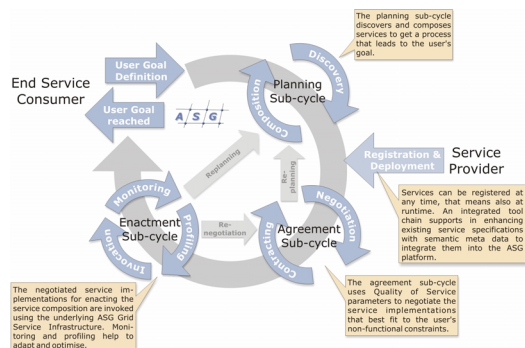 The planning sub-cycle
discovers and composes
services to get a process
that leads to the user's
goal.
User Goal
Definition
End Service
Consumer
User Goal
reached
A S G
Discovery
Planning
Sub-cycle
Composition
Registration &
Deployment
Service
Provider
Services can be registered at
any time, that means also at
runtime. An integrated tool
chain supports in enhancing
existing service specifications
with semantic meta data to
integrate them into the ASG
platform.
Replanning
Re-
planning
Monitoring
Enactment
Sub-cycle
Profiling
Invocation
Re-
negotiation
Negotiation
Agreement
Sub-cycle
Contracting
The negotiated service im-
plementations for enacting the
service composition are invoked
using the underlying ASG Grid
Service Infrastructure. Moni-
toring and profiling help to
adapt and optimise.
The agreement sub-cycle
uses Quality of Service
parameters to negotiate the
service implementations
that best fit to the user's
non-functional constraints.